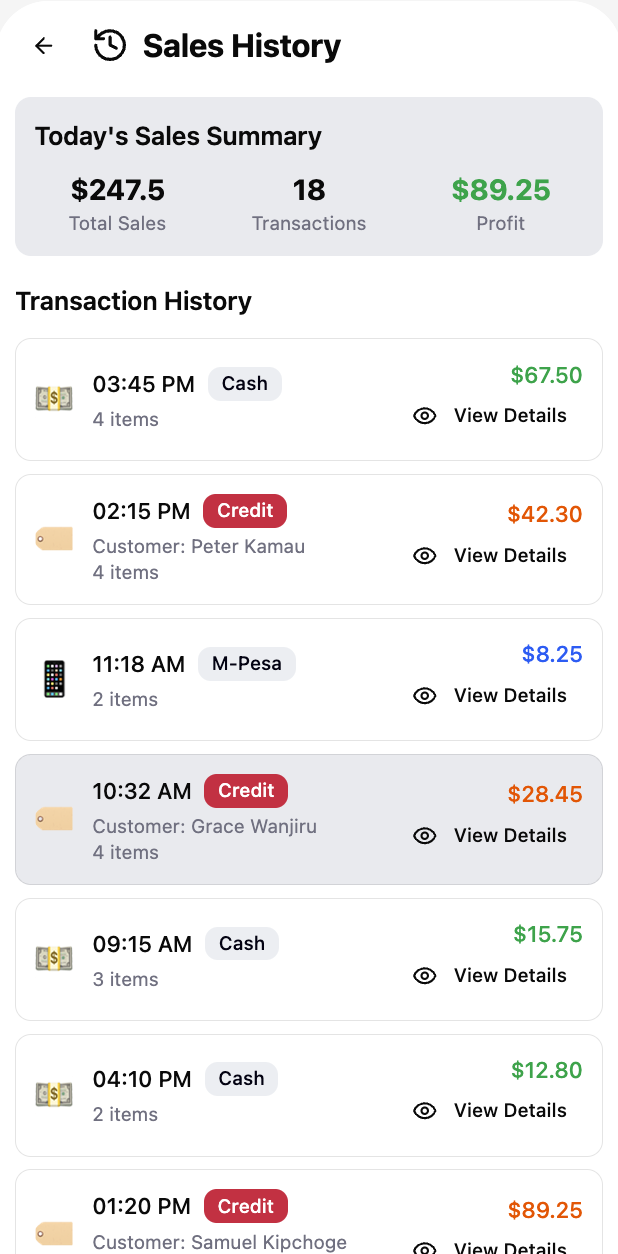 Sales History
Today's Sales Summary
$247.5 18 $89.25
Total Sales Transactions Profit
Transaction History
03:45 PM Cash $67.50
4 items View Details
02:15 PM Credit $42.30
Customer: Peter Kamau View Details
4 items
11:18 AM M-Pesa $8.25
2 items View Details
10:32 AM Credit $28.45
Customer: Grace Wanjiru View Details
4 items
09:15 AM Cash $15.75
3 items View Details
04:10 PM Cash $12.80
2 items View Details
01:20 PM Credit $89.25
Customer: Samuel Kipchoge View Details